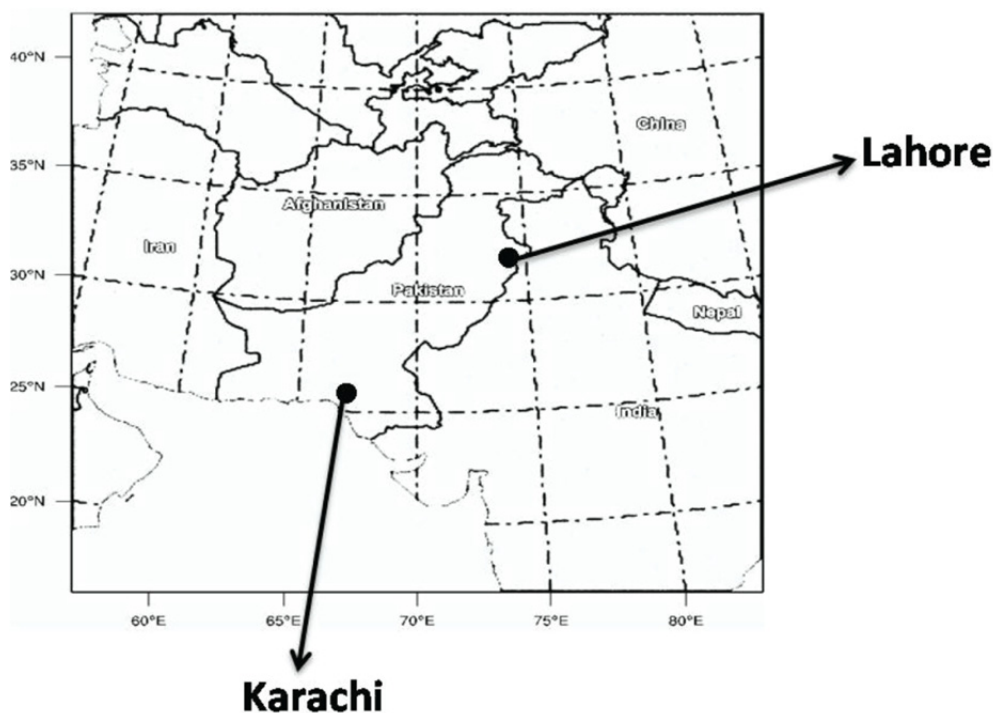 40°N
China
Lahore
35°N
Afghanistan
Iran
30°N
Pakistan
Nepal
25°N
India
20°N
60°E 65°E 70°E 75°E 80°E
Karachi